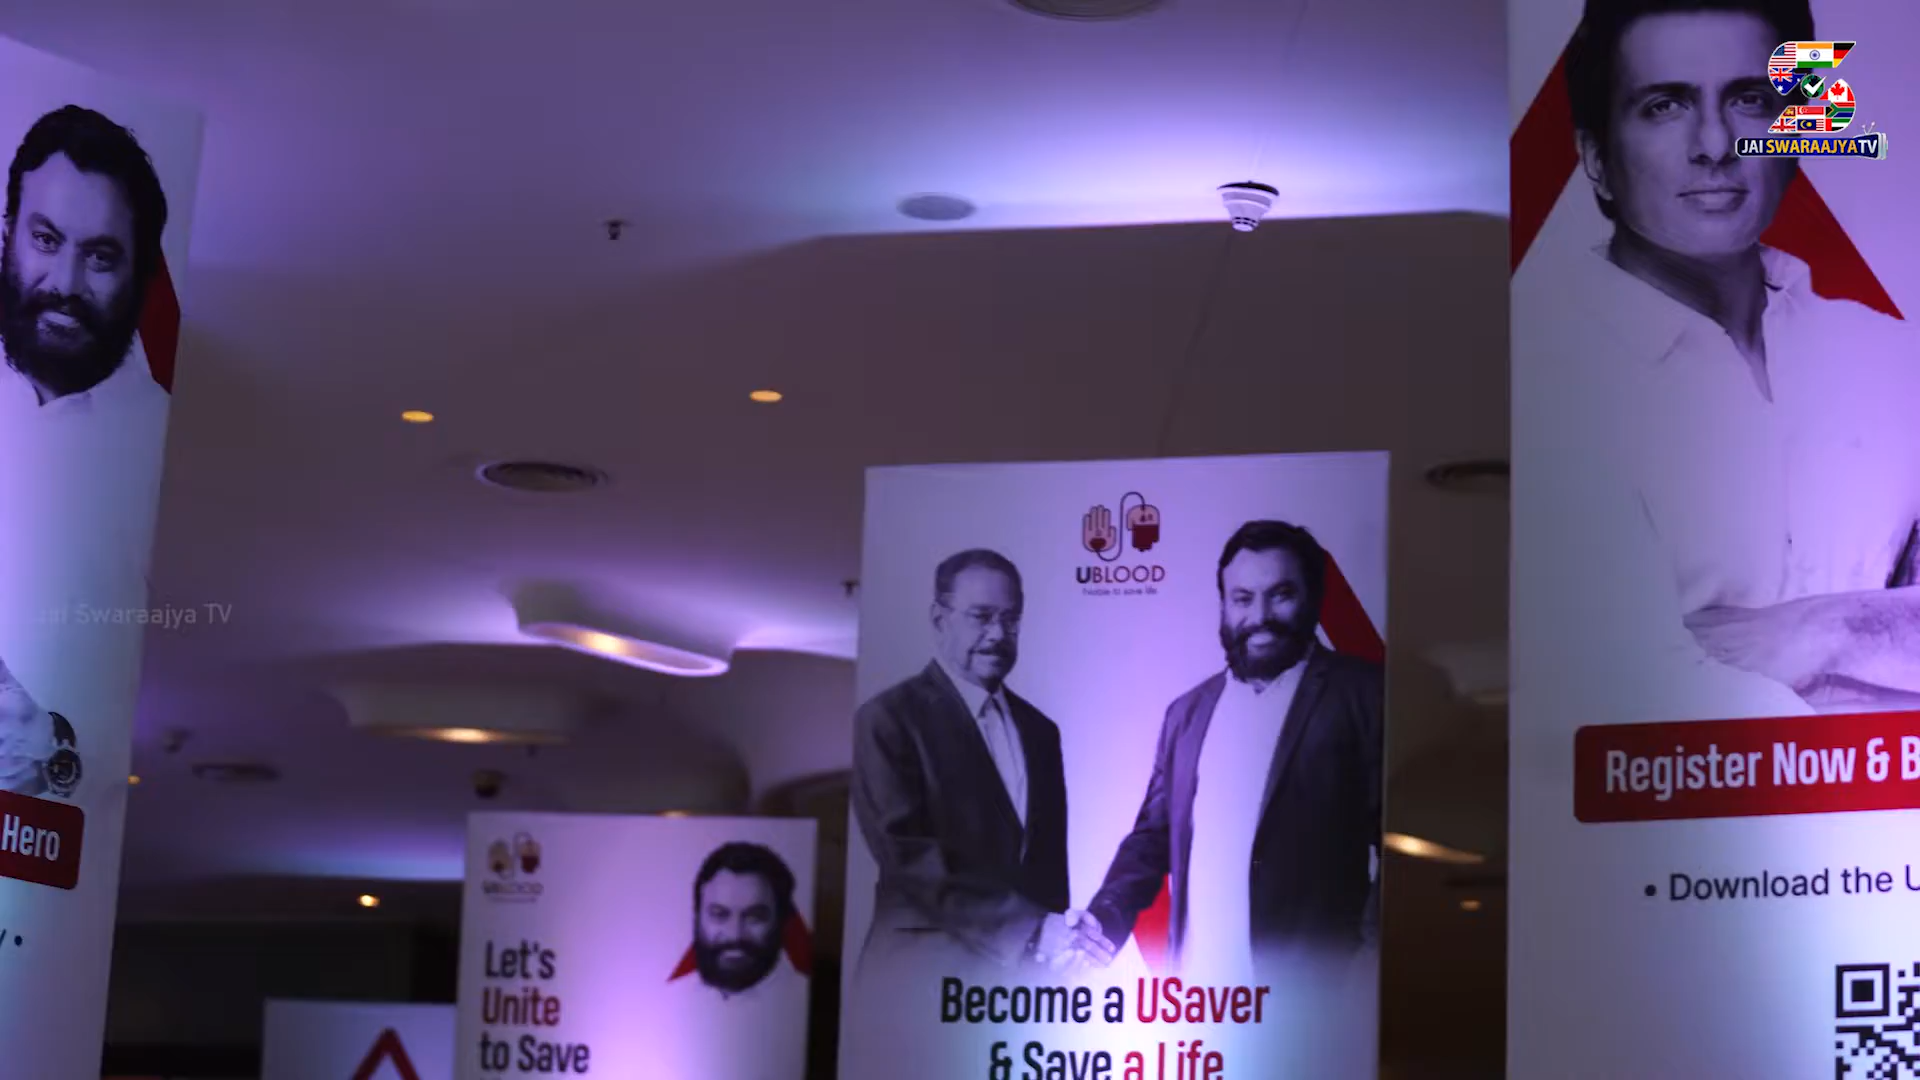 JAI SWARAAJYA TV
Jai Swaraajya TV
Hero
UBLOOD
Let's
Unite
to Save
UBLOOD
Become a USaver
& Save a Life
Register Now & B
• Download the U